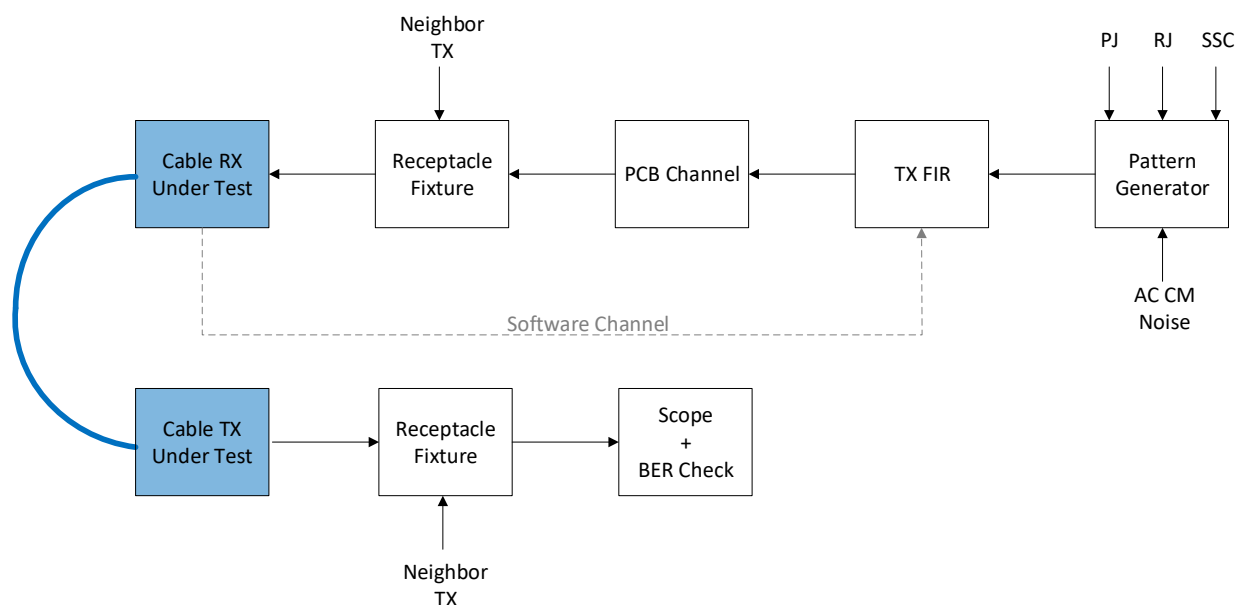 Neighbor
TX
PJ
RJ
SSC
Cable RX
Under Test
Receptacle
Fixture
PCB Channel
TX FIR
Pattern
Generator
AC CM
Noise
Software Channel
Cable TX
Under Test
Receptacle
Fixture
Scope
+
BER Check
Neighbor
TX